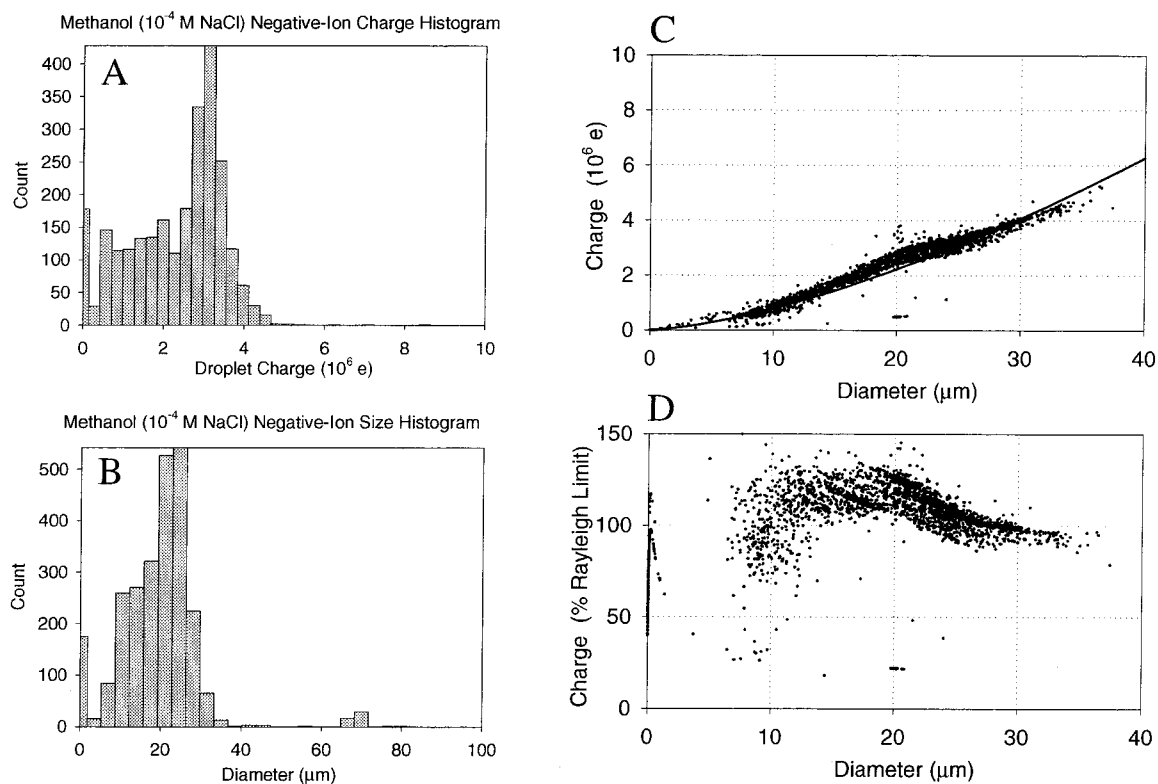 Methanol (10⁻⁴ M NaCl) Negative-Ion Charge Histogram
A
400
350
300
250
200
150
100
50
0
Count
0 2 4 6 8 10
Droplet Charge (10⁶ e)
Methanol (10⁻⁴ M NaCl) Negative-Ion Size Histogram
B
500
400
300
200
100
0
Count
0 20 40 60 80 100
Diameter (µm)
C
10
8
6
4
2
0
Charge (10⁶ e)
0 10 20 30 40
Diameter (µm)
D
150
100
50
0
Charge (% Rayleigh Limit)
0 10 20 30 40
Diameter (µm)